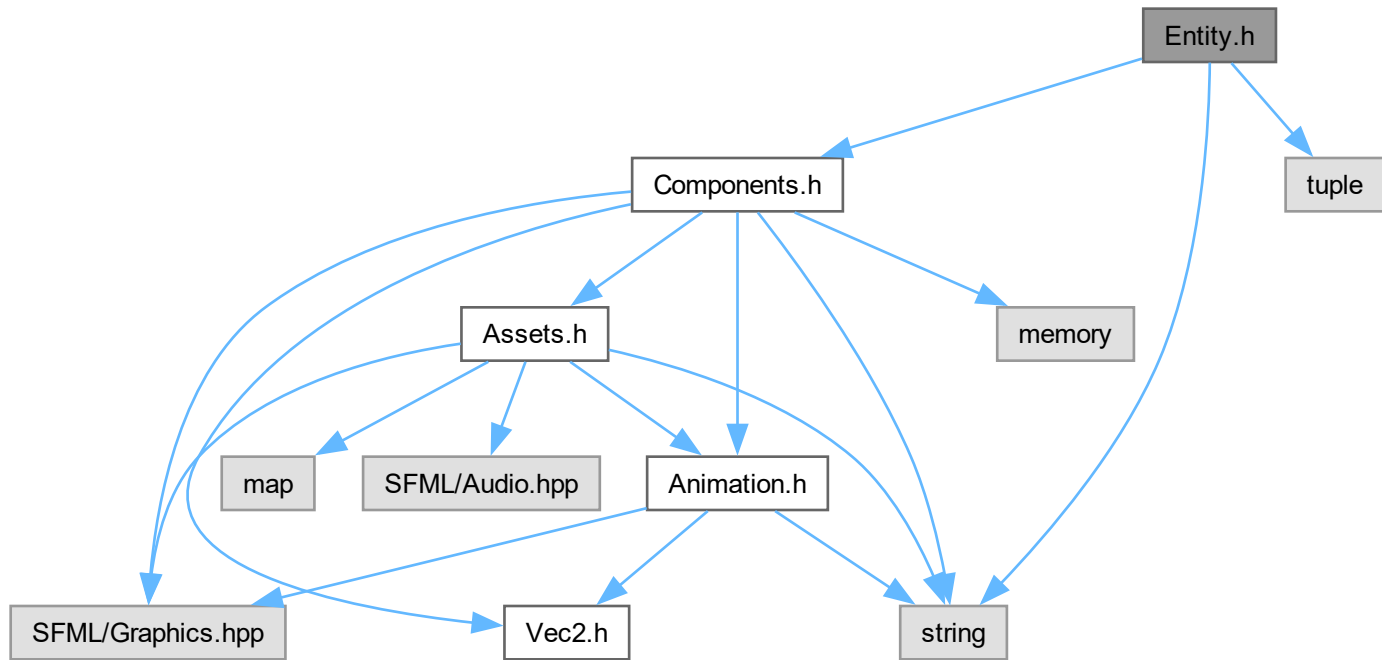 Entity.h
Components.h
tuple
Assets.h
memory
map
SFML/Audio.hpp
Animation.h
SFML/Graphics.hpp
Vec2.h
string